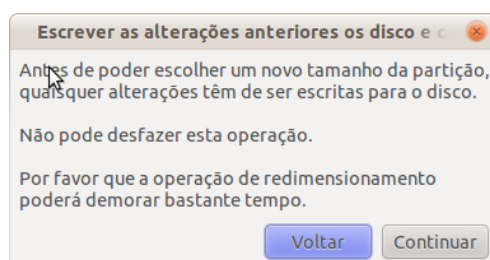 Escrever as alterações anteriores os disco e c
Antes de poder escolher um novo tamanho da partição,
quaisquer alterações têm de ser escritas para o disco.
Não pode desfazer esta operação.
Por favor que a operação de redimensionamento
poderá demorar bastante tempo.
Voltar Continuar